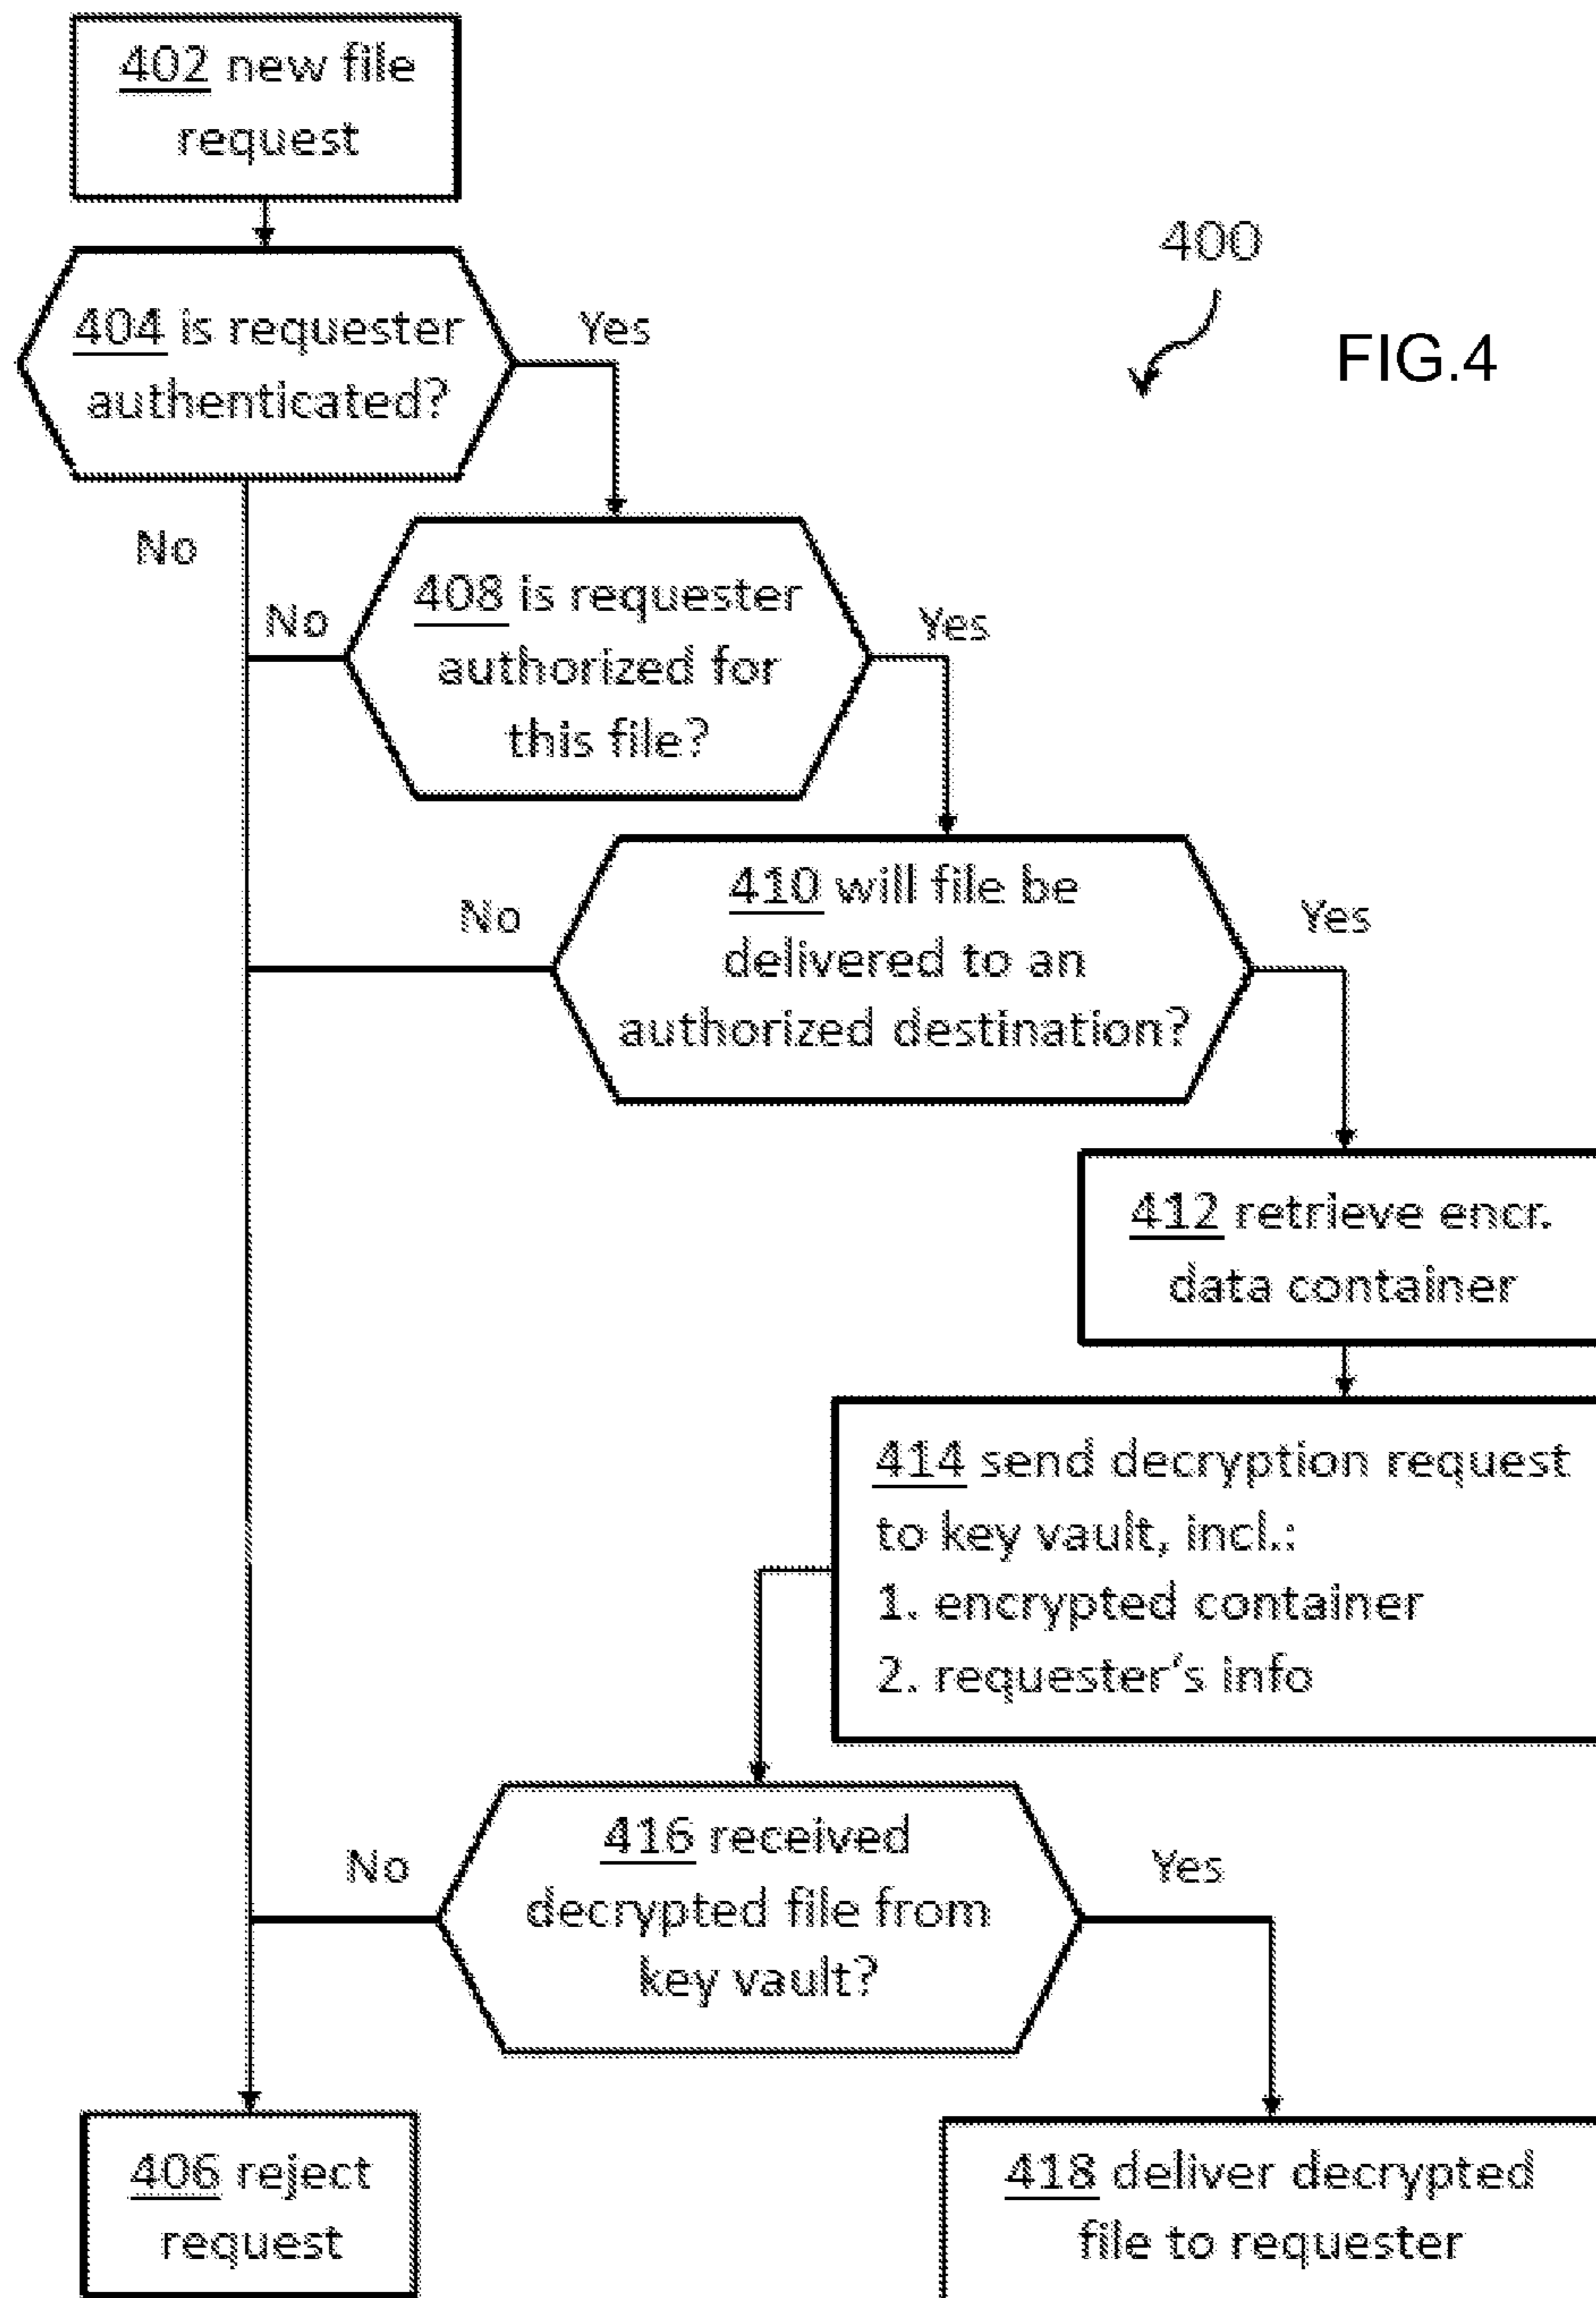 402 new file
request
400
FIG.4
404 is requester
authenticated?
Yes
No
408 is requester
authorized for
this file?
No
Yes
410 will file be
delivered to an
authorized destination?
No
Yes
412 retrieve encr.
data container
414 send decryption request
to key vault, incl.:
1. encrypted container
2. requester's info
416 received
decrypted file from
key vault?
No
Yes
406 reject
request
418 deliver decrypted
file to requester